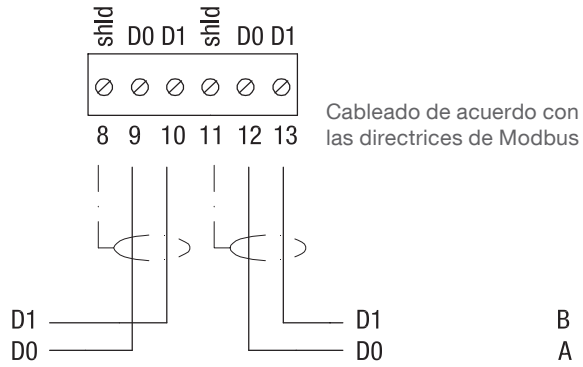 shld D0 D1 shld D0 D1
8 9 10 11 12 13
Cableado de acuerdo con
las directrices de Modbus
D1 D1 B
D0 D0 A